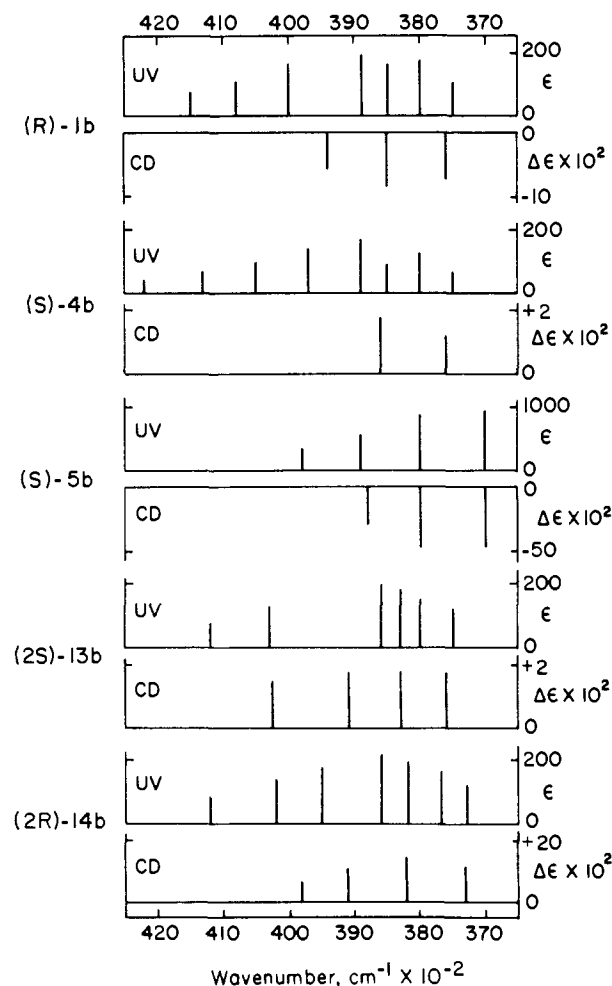 420 410 400 390 380 370
UV 200 ε 0
(R)-1b
CD 0 Δε X 10² -10
UV 200 ε 0
(S)-4b
CD +2 Δε X 10² 0
UV 1000 ε 0
(S)-5b
CD 0 Δε X 10² -50
UV 200 ε 0
(2S)-13b
CD +2 Δε X 10² 0
UV 200 ε 0
(2R)-14b
CD +20 Δε X 10² 0
420 410 400 390 380 370
Wavenumber, cm⁻¹ X 10⁻²